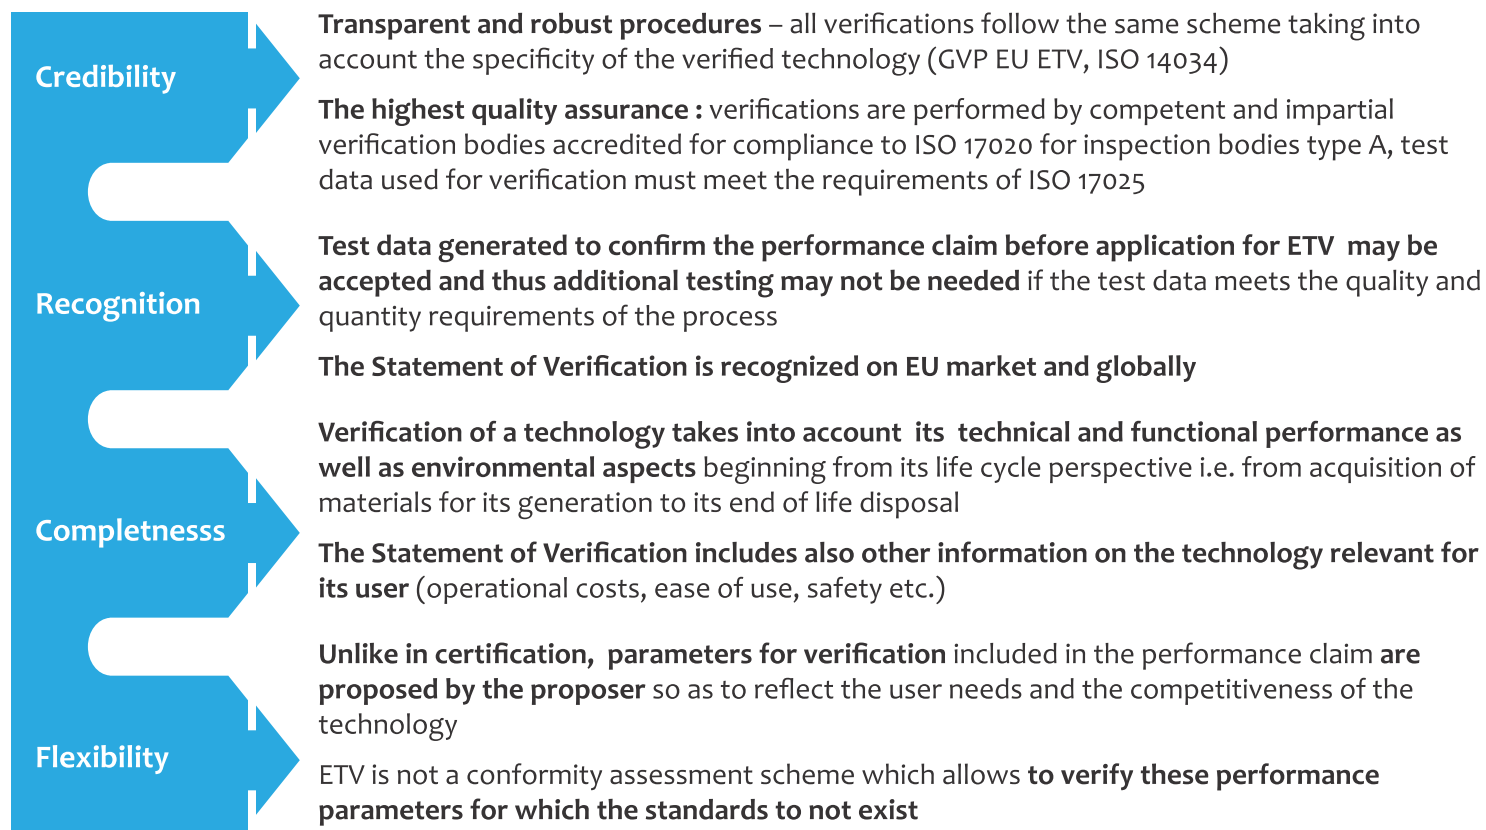 Credibility
Transparent and robust procedures – all verifications follow the same scheme taking into
account the specificity of the verified technology (GVP EU ETV, ISO 14034)
The highest quality assurance : verifications are performed by competent and impartial
verification bodies accredited for compliance to ISO 17020 for inspection bodies type A, test
data used for verification must meet the requirements of ISO 17025
Recognition
Test data generated to confirm the performance claim before application for ETV  may be
accepted and thus additional testing may not be needed if the test data meets the quality and
quantity requirements of the process
The Statement of Verification is recognized on EU market and globally
Completnesss
Verification of a technology takes into account  its  technical and functional performance as
well as environmental aspects beginning from its life cycle perspective i.e. from acquisition of
materials for its generation to its end of life disposal
The Statement of Verification includes also other information on the technology relevant for
its user (operational costs, ease of use, safety etc.)
Flexibility
Unlike in certification,  parameters for verification included in the performance claim are
proposed by the proposer so as to reflect the user needs and the competitiveness of the
technology
ETV is not a conformity assessment scheme which allows to verify these performance
parameters for which the standards to not exist